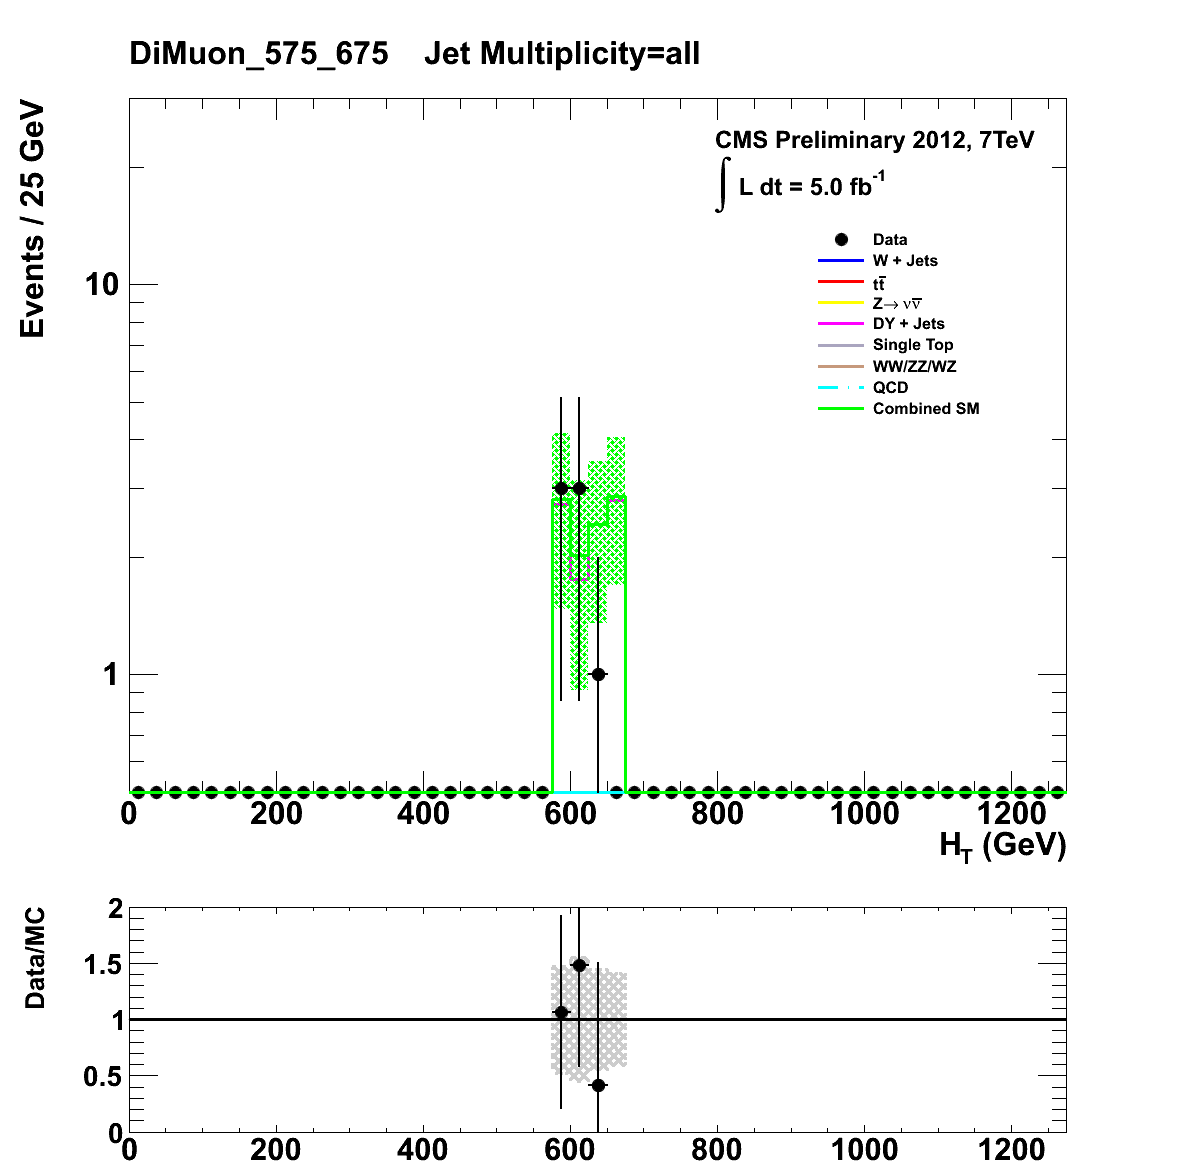 DiMuon_575_675 Jet Multiplicity=all
Events / 25 GeV
CMS Preliminary 2012, 7TeV
∫ L dt = 5.0 fb⁻¹
Data
W + Jets
tt̅
Z→ νν̅
DY + Jets
Single Top
WW/ZZ/WZ
QCD
Combined SM
10
1
0 200 400 600 800 1000 1200
H_T (GeV)
Data/MC
2
1.5
1
0.5
0
0 200 400 600 800 1000 1200